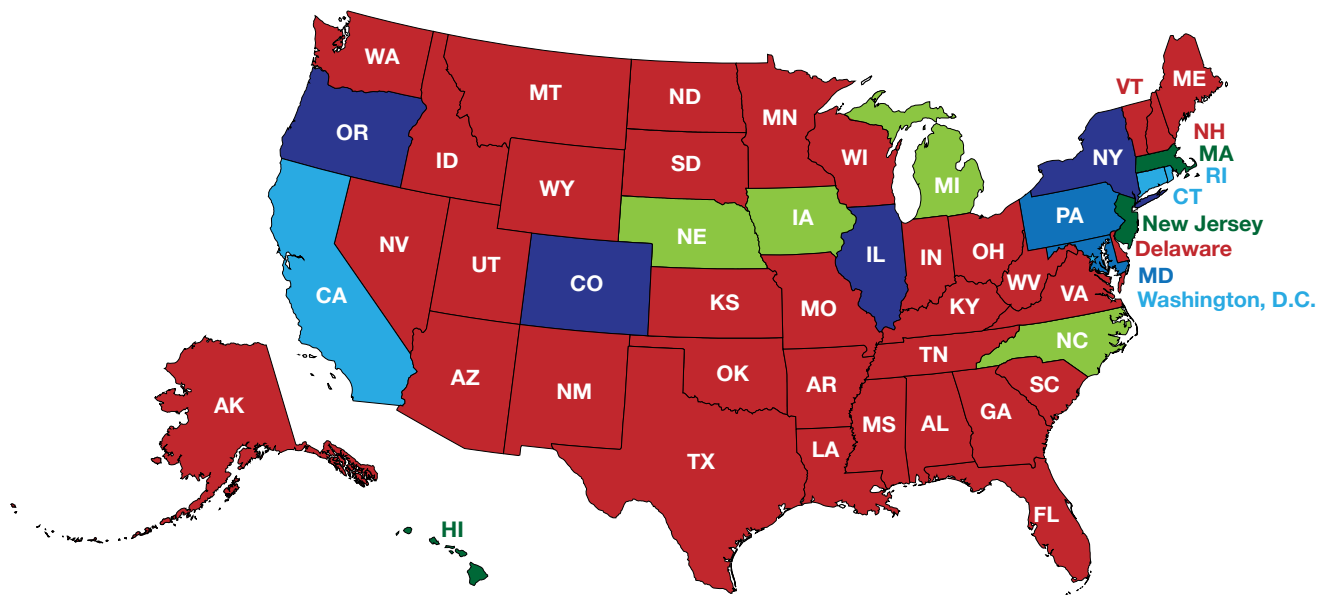 WA
MT
ND
MN
VT
ME
OR
ID
WY
SD
WI
MI
NY
NH
MA
RI
CT
NV
UT
NE
IA
PA
New Jersey
CA
CO
KS
MO
IL
IN
OH
WV
VA
KY
Delaware
MD
Washington, D.C.
AZ
NM
OK
AR
TN
NC
SC
AK
TX
LA
MS
AL
GA
FL
HI